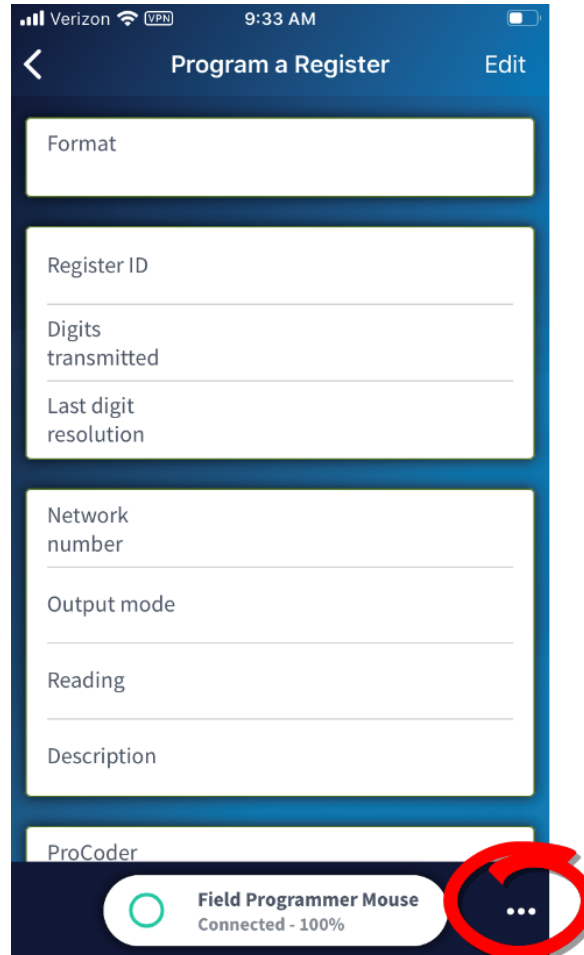 Verizon VPN 9:33 AM
Program a Register Edit
Format
Register ID
Digits
transmitted
Last digit
resolution
Network
number
Output mode
Reading
Description
ProCoder
Field Programmer Mouse
Connected - 100%